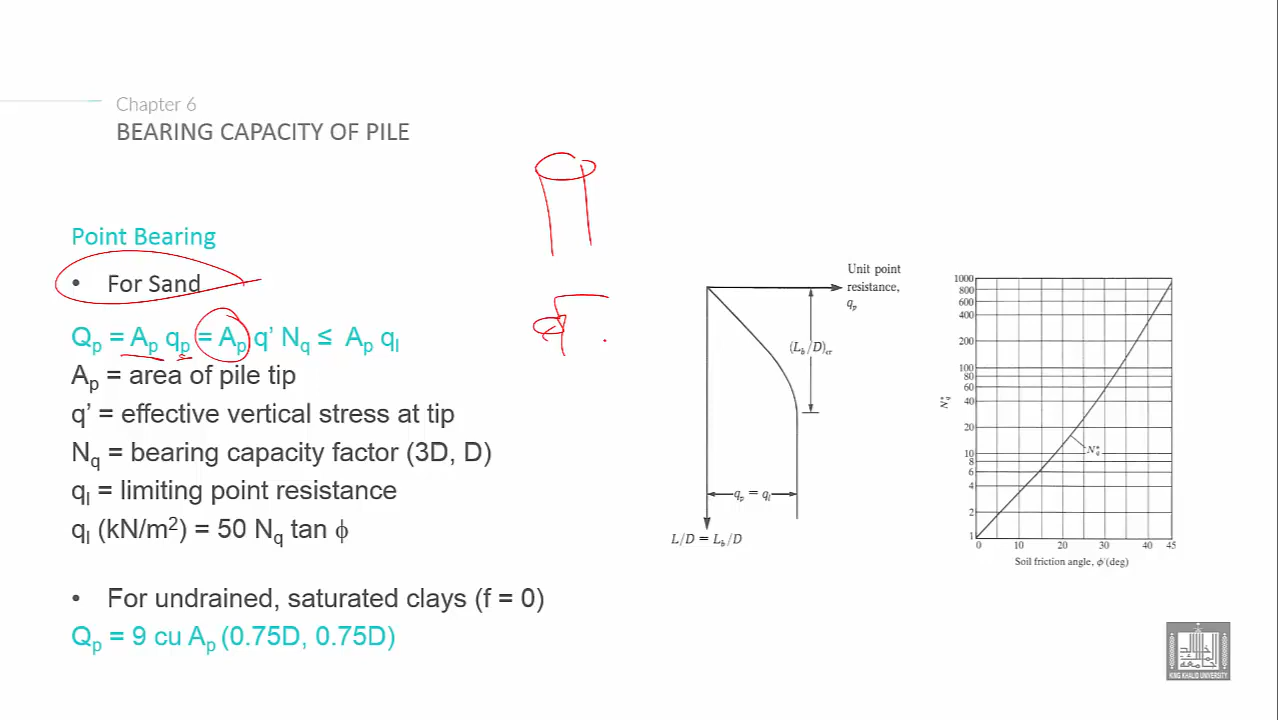 Chapter 6
BEARING CAPACITY OF PILE
Point Bearing
• For Sand
Qp = Ap qp = Ap q' Nq ≤ Ap ql
Ap = area of pile tip
q' = effective vertical stress at tip
Nq = bearing capacity factor (3D, D)
ql = limiting point resistance
ql (kN/m²) = 50 Nq tan ϕ
• For undrained, saturated clays (f = 0)
Qp = 9 cu Ap (0.75D, 0.75D)
Unit point
resistance,
qp
(Lb/D)cr
qp = ql
L/D = Lb/D
1000
800
600
400
200
100
80
60
40
20
10
8
6
4
2
1
N*q
N*q
0 10 20 30 40 45
Soil friction angle, ϕ'(deg)
KING KHALID UNIVERSITY